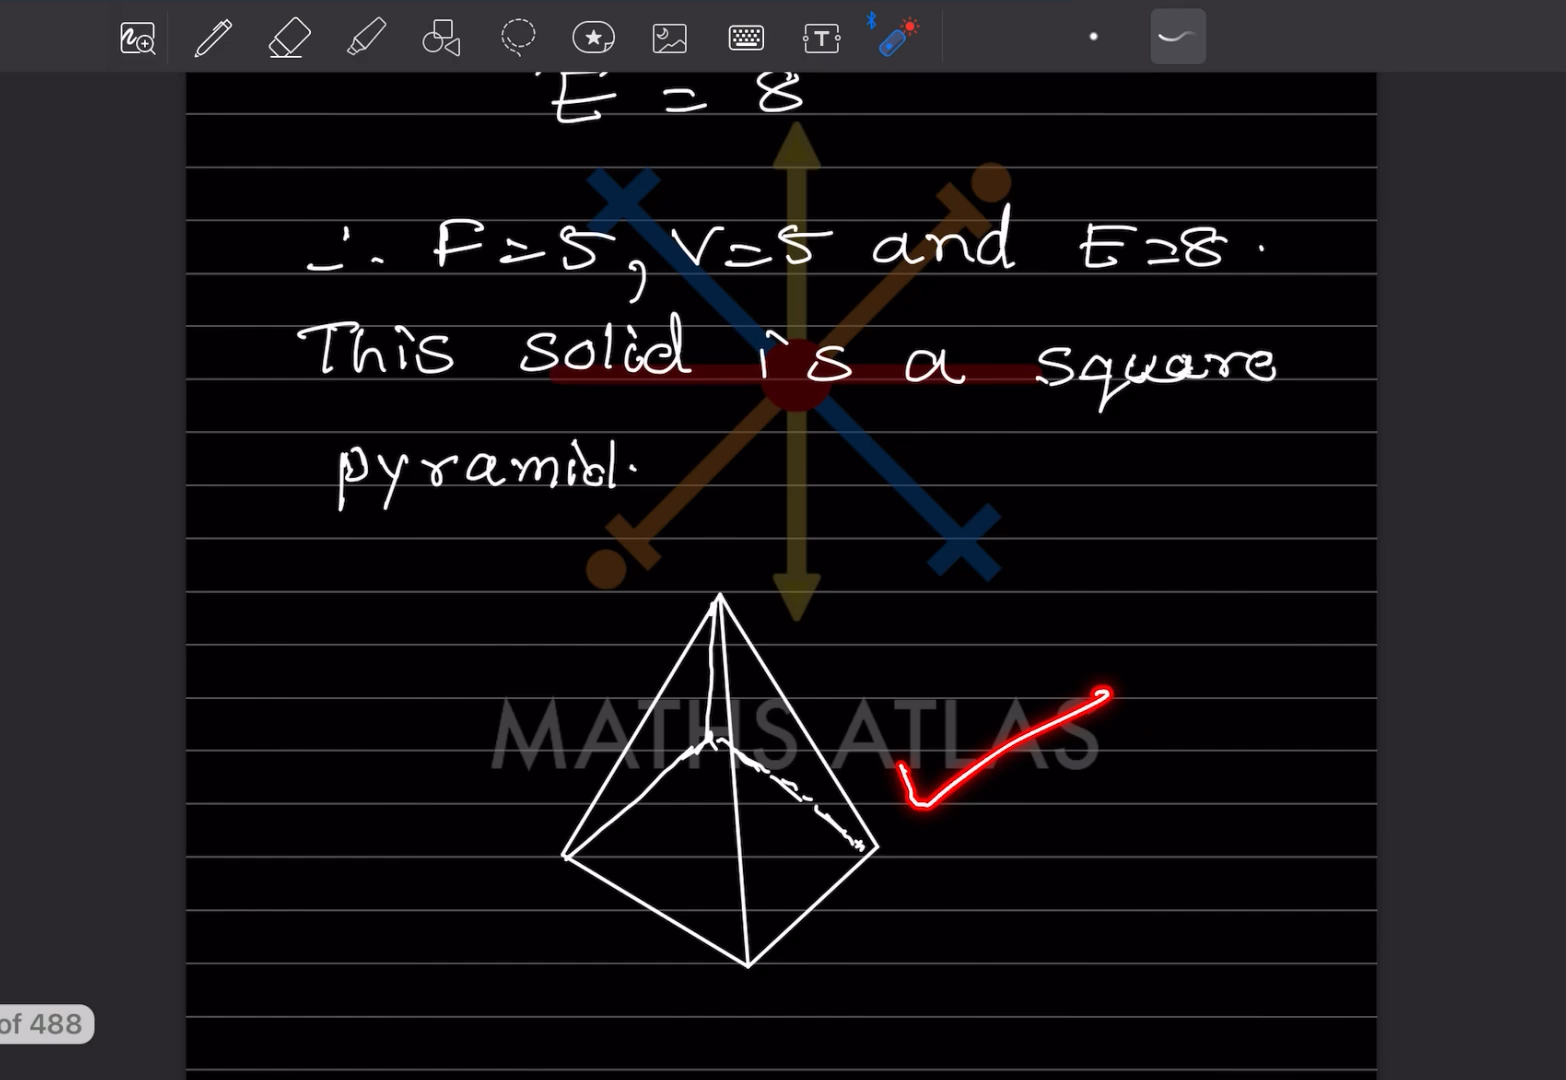 E = 8
∴ F=5, V=5 and E=8.
This solid is a square
pyramid.
MATHS ATLAS
of 488